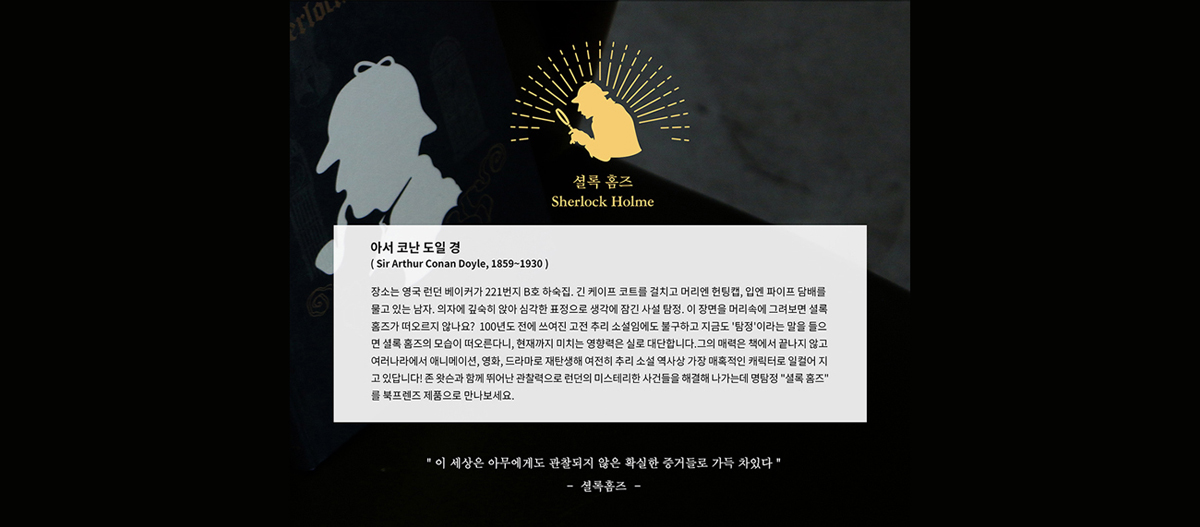 erlock
셜록 홈즈
Sherlock Holme
아서 코난 도일 경
( Sir Arthur Conan Doyle, 1859~1930 )
장소는 영국 런던 베이커가 221번지 B호 하숙집. 긴 케이프 코트를 걸치고 머리엔 헌팅캡, 입엔 파이프 담배를
물고 있는 남자. 의자에 깊숙히 앉아 심각한 표정으로 생각에 잠긴 사설 탐정. 이 장면을 머리속에 그려보면 셜록
홈즈가 떠오르지 않나요? 100년도 전에 쓰여진 고전 추리 소설임에도 불구하고 지금도 '탐정'이라는 말을 들으
면 셜록 홈즈의 모습이 떠오른다니, 현재까지 미치는 영향력은 실로 대단합니다.그의 매력은 책에서 끝나지 않고
여러나라에서 애니메이션, 영화, 드라마로 재탄생해 여전히 추리 소설 역사상 가장 매혹적인 캐릭터로 일컬어 지
고 있답니다! 존 왓슨과 함께 뛰어난 관찰력으로 런던의 미스테리한 사건들을 해결해 나가는데 명탐정 "셜록 홈즈"
를 북프렌즈 제품으로 만나보세요.
" 이 세상은 아무에게도 관찰되지 않은 확실한 증거들로 가득 차있다 "
- 셜록홈즈 -